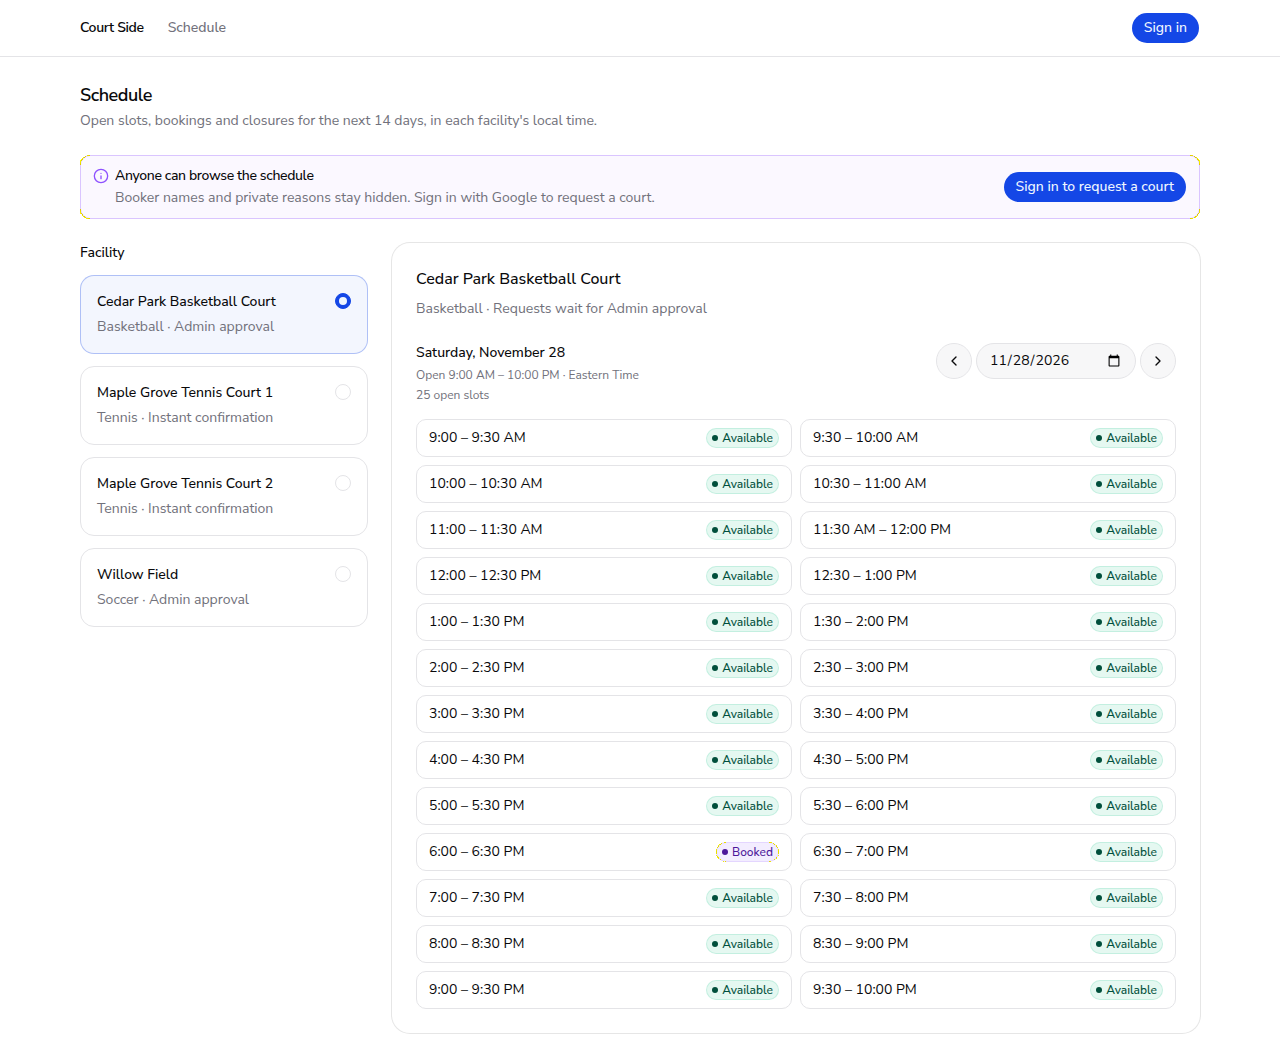 Court Side
Schedule
Sign in
Schedule
Open slots, bookings and closures for the next 14 days, in each facility's local time.
Anyone can browse the schedule
Booker names and private reasons stay hidden. Sign in with Google to request a court.
Sign in to request a court
Facility
Cedar Park Basketball Court
Basketball · Admin approval
Maple Grove Tennis Court 1
Tennis · Instant confirmation
Maple Grove Tennis Court 2
Tennis · Instant confirmation
Willow Field
Soccer · Admin approval
Cedar Park Basketball Court
Basketball · Requests wait for Admin approval
Saturday, November 28
Open 9:00 AM – 10:00 PM · Eastern Time
25 open slots
11/28/2026
9:00 – 9:30 AM Available
9:30 – 10:00 AM Available
10:00 – 10:30 AM Available
10:30 – 11:00 AM Available
11:00 – 11:30 AM Available
11:30 AM – 12:00 PM Available
12:00 – 12:30 PM Available
12:30 – 1:00 PM Available
1:00 – 1:30 PM Available
1:30 – 2:00 PM Available
2:00 – 2:30 PM Available
2:30 – 3:00 PM Available
3:00 – 3:30 PM Available
3:30 – 4:00 PM Available
4:00 – 4:30 PM Available
4:30 – 5:00 PM Available
5:00 – 5:30 PM Available
5:30 – 6:00 PM Available
6:00 – 6:30 PM Booked
6:30 – 7:00 PM Available
7:00 – 7:30 PM Available
7:30 – 8:00 PM Available
8:00 – 8:30 PM Available
8:30 – 9:00 PM Available
9:00 – 9:30 PM Available
9:30 – 10:00 PM Available